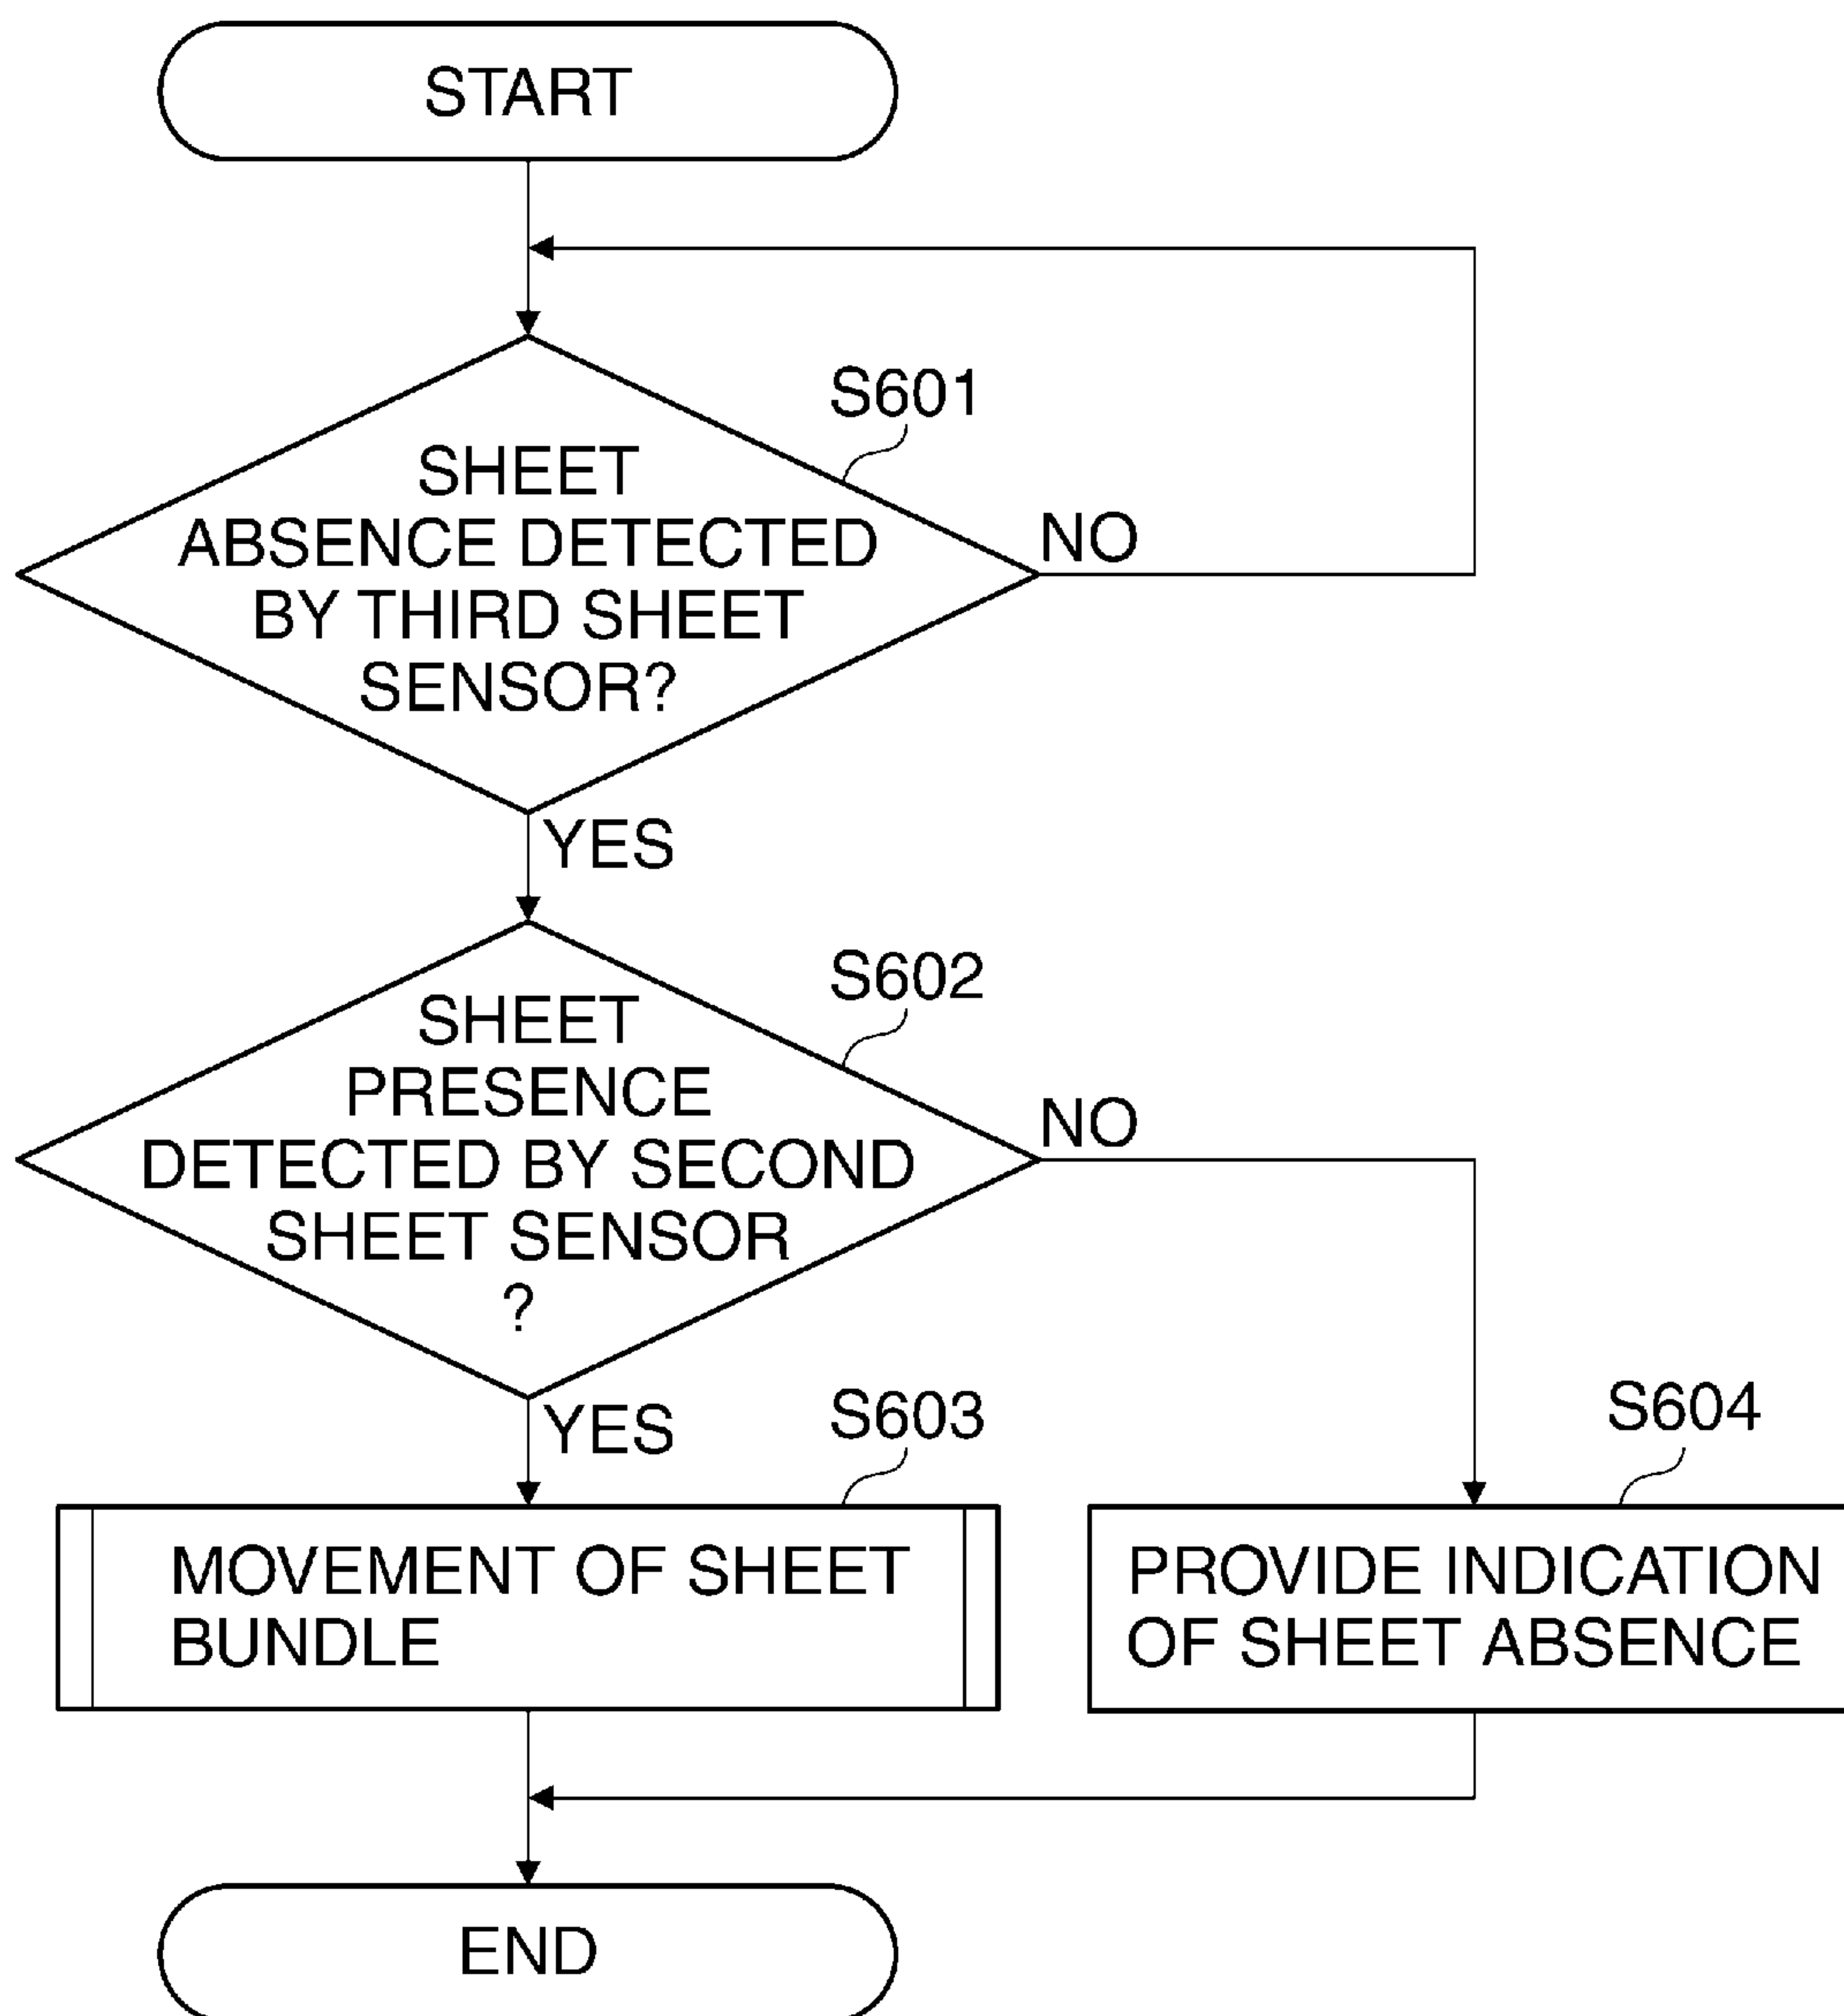 START
S601
SHEET
ABSENCE DETECTED
BY THIRD SHEET
SENSOR?
NO
YES
S602
SHEET
PRESENCE
DETECTED BY SECOND
SHEET SENSOR
?
NO
YES
S603
MOVEMENT OF SHEET
BUNDLE
S604
PROVIDE INDICATION
OF SHEET ABSENCE
END